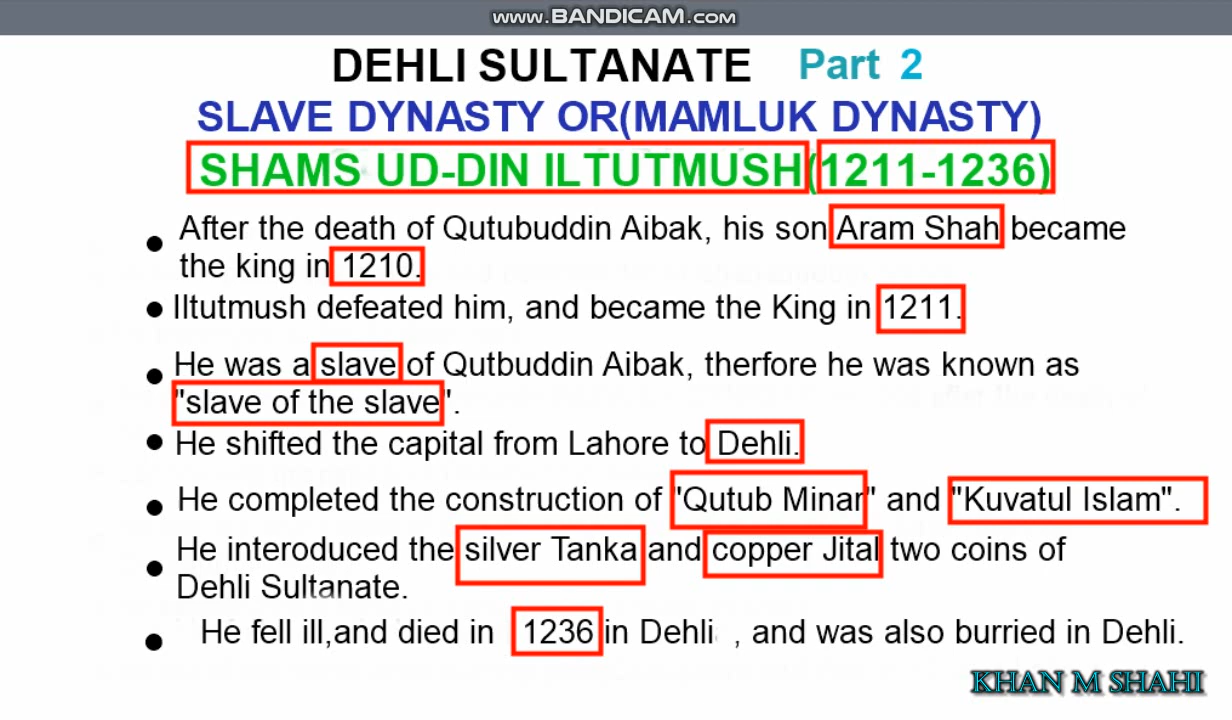 www.BANDICAM.com
DEHLI SULTANATE Part 2
SLAVE DYNASTY OR(MAMLUK DYNASTY)
SHAMS UD-DIN ILTUTMUSH(1211-1236)
• After the death of Qutubuddin Aibak, his son Aram Shah became
the king in 1210.
• Iltutmush defeated him, and became the King in 1211.
• He was a slave of Qutbuddin Aibak, therfore he was known as
"slave of the slave".
• He shifted the capital from Lahore to Dehli.
• He completed the construction of "Qutub Minar" and "Kuvatul Islam".
• He interoduced the silver Tanka and copper Jital two coins of
Dehli Sultanate.
• He fell ill,and died in 1236 in Dehli , and was also burried in Dehli.
KHAN M SHAHI